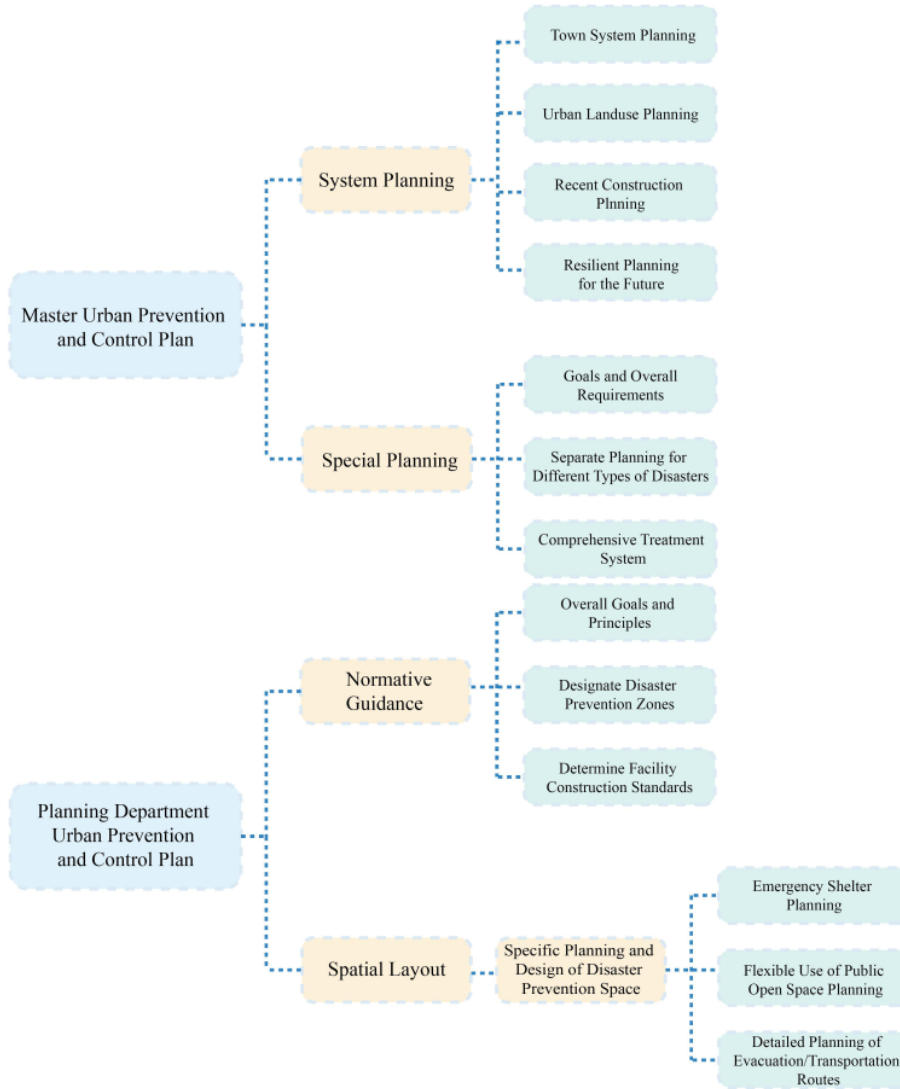 Town System Planning
Urban Landuse Planning
System Planning
Recent Construction
Plnning
Resilient Planning
for the Future
Master Urban Prevention
and Control Plan
Goals and Overall
Requirements
Special Planning
Separate Planning for
Different Types of Disasters
Comprehensive Treatment
System
Overall Goals and
Principles
Normative
Guidance
Designate Disaster
Prevention Zones
Determine Facility
Construction Standards
Planning Department
Urban Prevention
and Control Plan
Emergency Shelter
Planning
Spatial Layout
Specific Planning and
Design of Disaster
Prevention Space
Flexible Use of Public
Open Space Planning
Detailed Planning of
Evacuation/Transportation
Routes